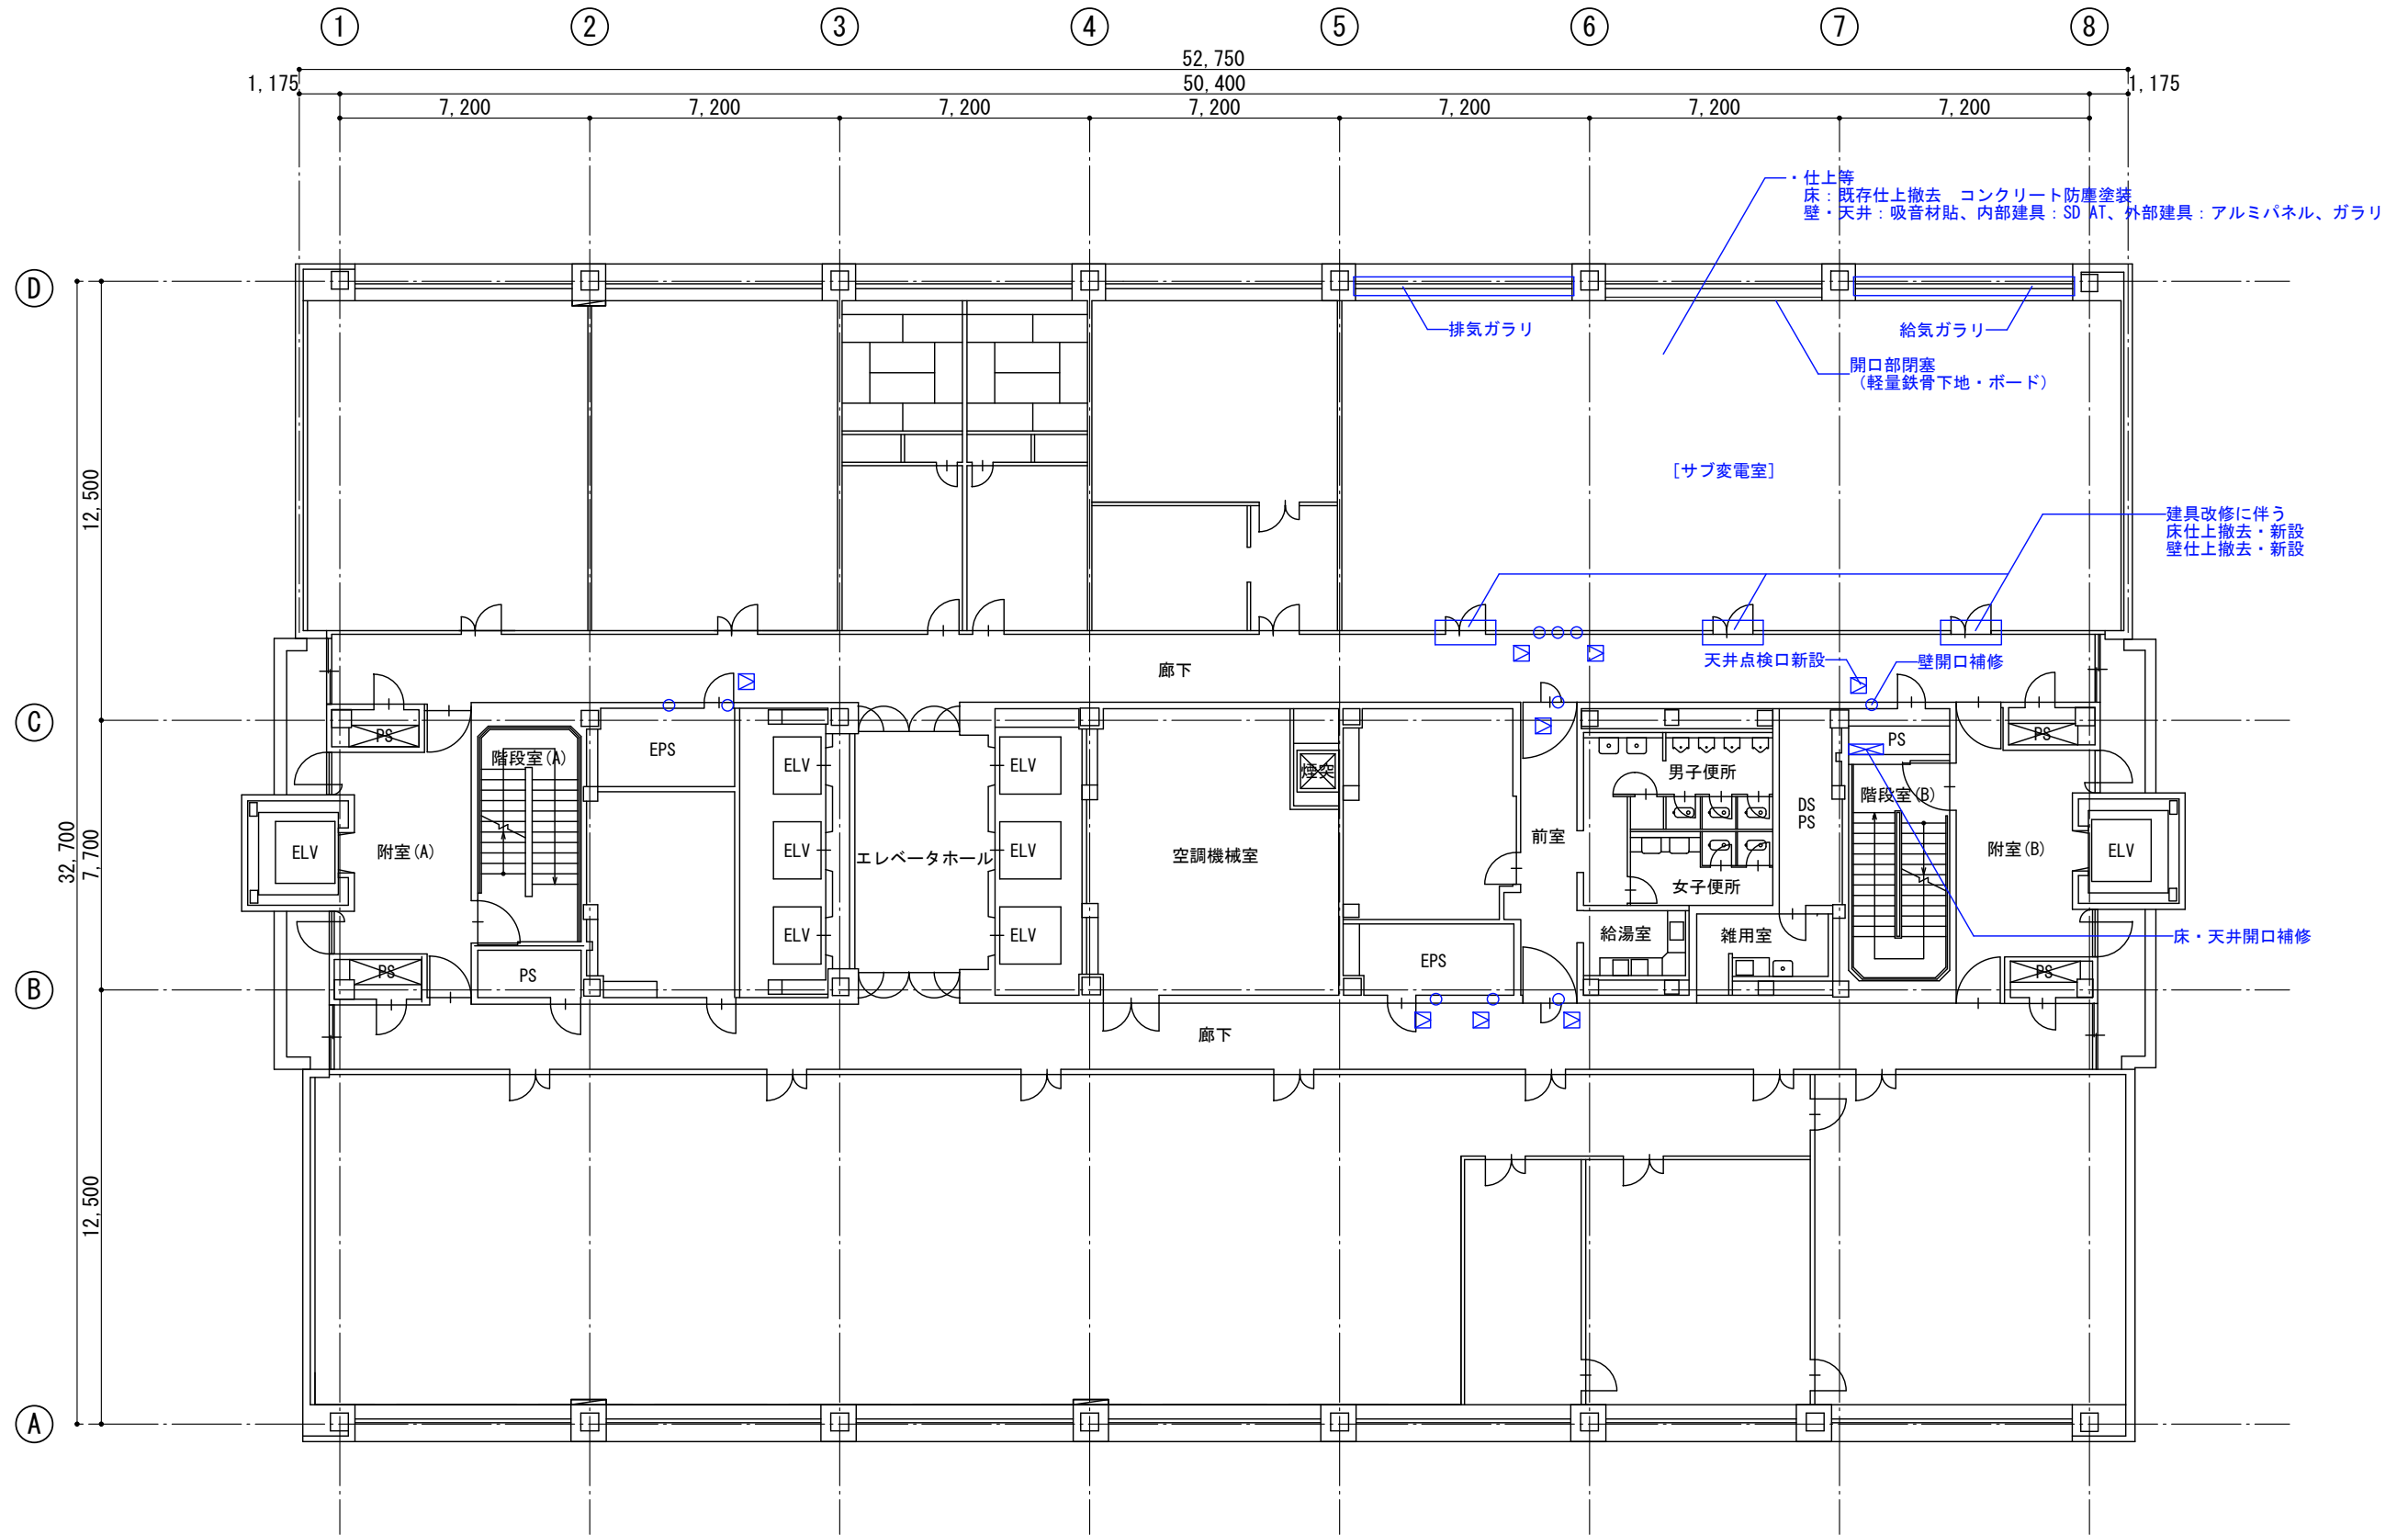 1 2 3 4 5 6 7 8
52,750
1,175 50,400 1,175
7,200 7,200 7,200 7,200 7,200 7,200 7,200
・仕上等
床：既存仕上撤去　コンクリート防塵塗装
壁・天井：吸音材貼、内部建具：SD AT、外部建具：アルミパネル、ガラリ
D
排気ガラリ
給気ガラリ
開口部閉塞
（軽量鉄骨下地・ボード）
[サブ変電室]
12,500
建具改修に伴う
床仕上撤去・新設
壁仕上撤去・新設
廊下
天井点検口新設
壁開口補修
C
PS
階段室(A)
EPS
ELV
ELV
煙突
男子便所
PS
PS
階段室(B)
DS
PS
32,700
7,700
ELV
附室(A)
ELV
エレベータホール
ELV
空調機械室
前室
女子便所
附室(B)
ELV
ELV
ELV
給湯室
雑用室
床・天井開口補修
PS
PS
EPS
PS
B
廊下
12,500
A